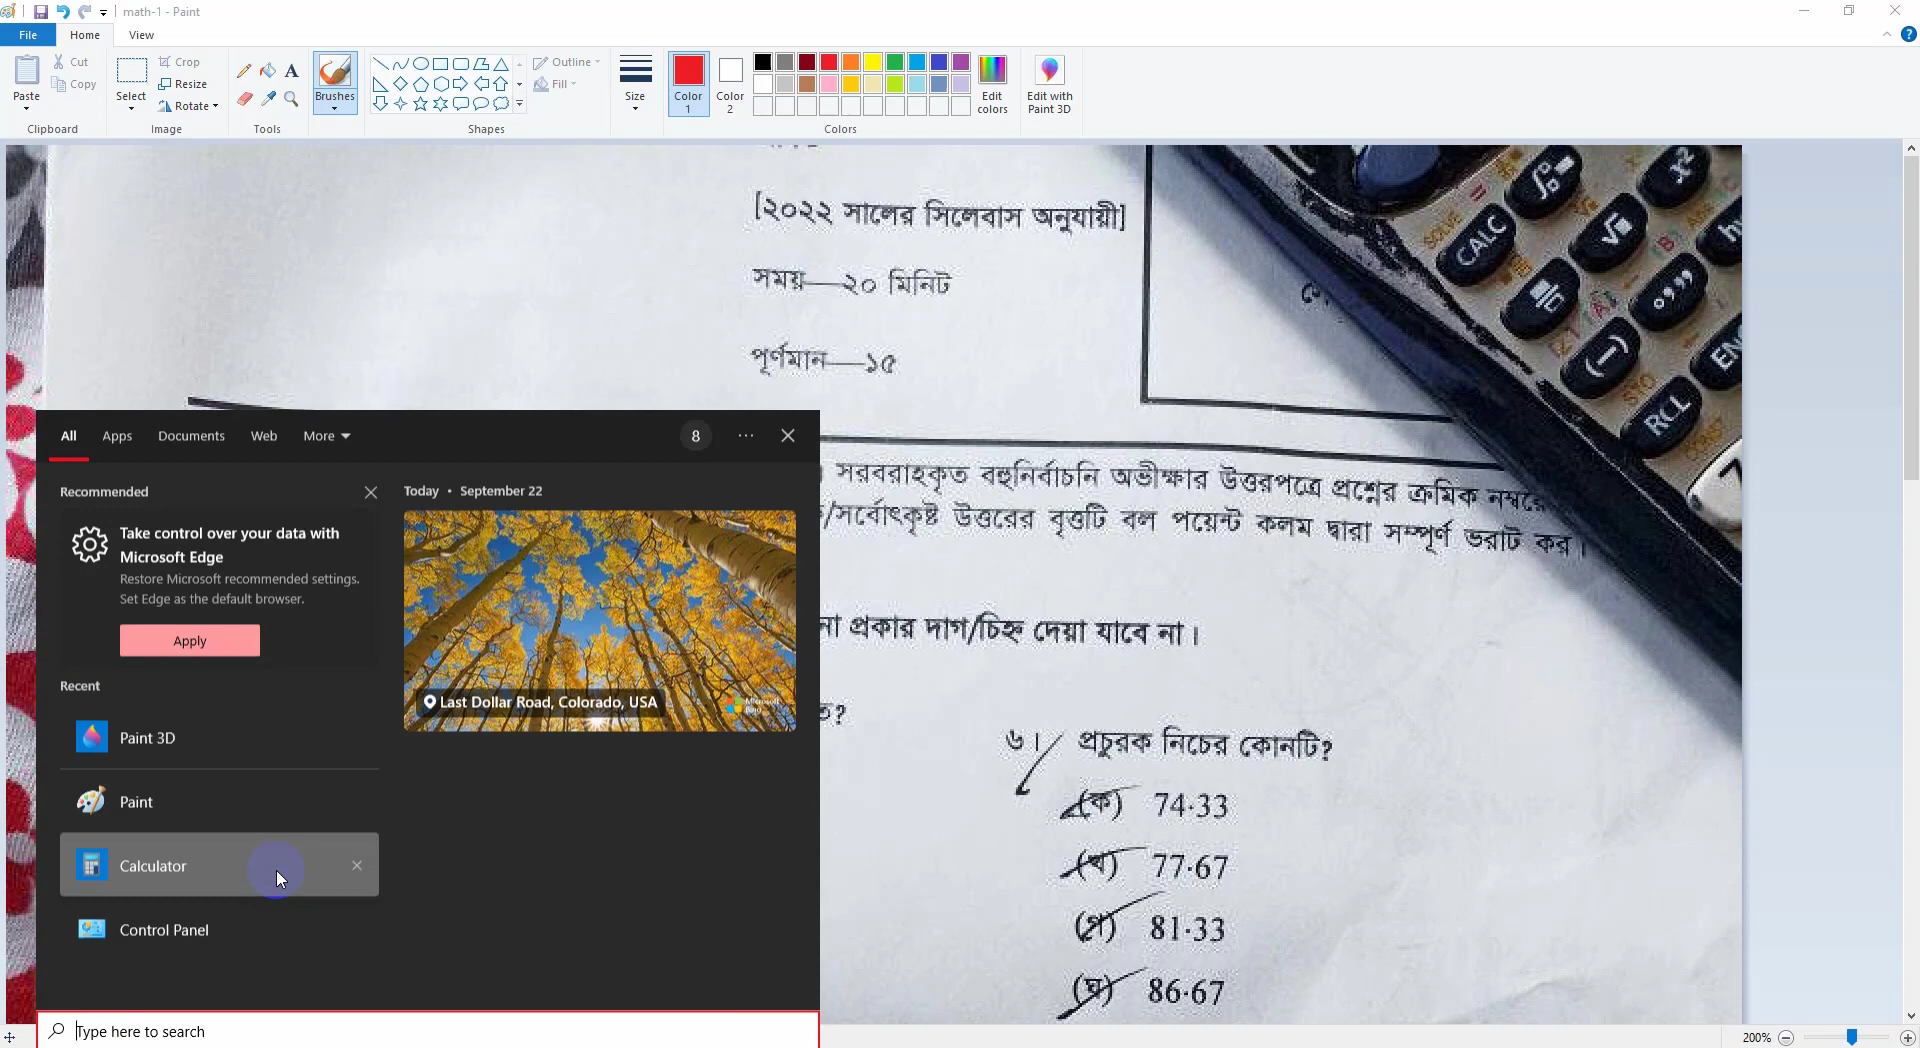 math-1 - Paint
File
Home
View
Paste
Cut
Copy
Clipboard
Select
Crop
Resize
Rotate
Image
Tools
Brushes
Shapes
Outline
Fill
Size
Color 1
Color 2
Colors
Edit colors
Edit with Paint 3D
[২০২২ সালের সিলেবাস অনুযায়ী]
সময়—২০ মিনিট
পূর্ণমান—১৫
সরবরাহকৃত বহুনির্বাচনি অভীক্ষার উত্তরপত্রে প্রশ্নের ক্রমিক নম্বরে
/সর্বোৎকৃষ্ট উত্তরের বৃত্তটি বল পয়েন্ট কলম দ্বারা সম্পূর্ণ ভরাট কর।
প্রকার দাগ/চিহ্ন দেয়া যাবে না।
৬। প্রচুরক নিচের কোনটি?
(ক) 74·33
(খ) 77·67
(গ) 81·33
(ঘ) 86·67
SOLVE
CALC
x²
√
(−)
RCL
STO
EN
All
Apps
Documents
Web
More
8
Recommended
Take control over your data with
Microsoft Edge
Restore Microsoft recommended settings.
Set Edge as the default browser.
Apply
Recent
Paint 3D
Paint
Calculator
Control Panel
Today • September 22
Last Dollar Road, Colorado, USA
Type here to search
200%